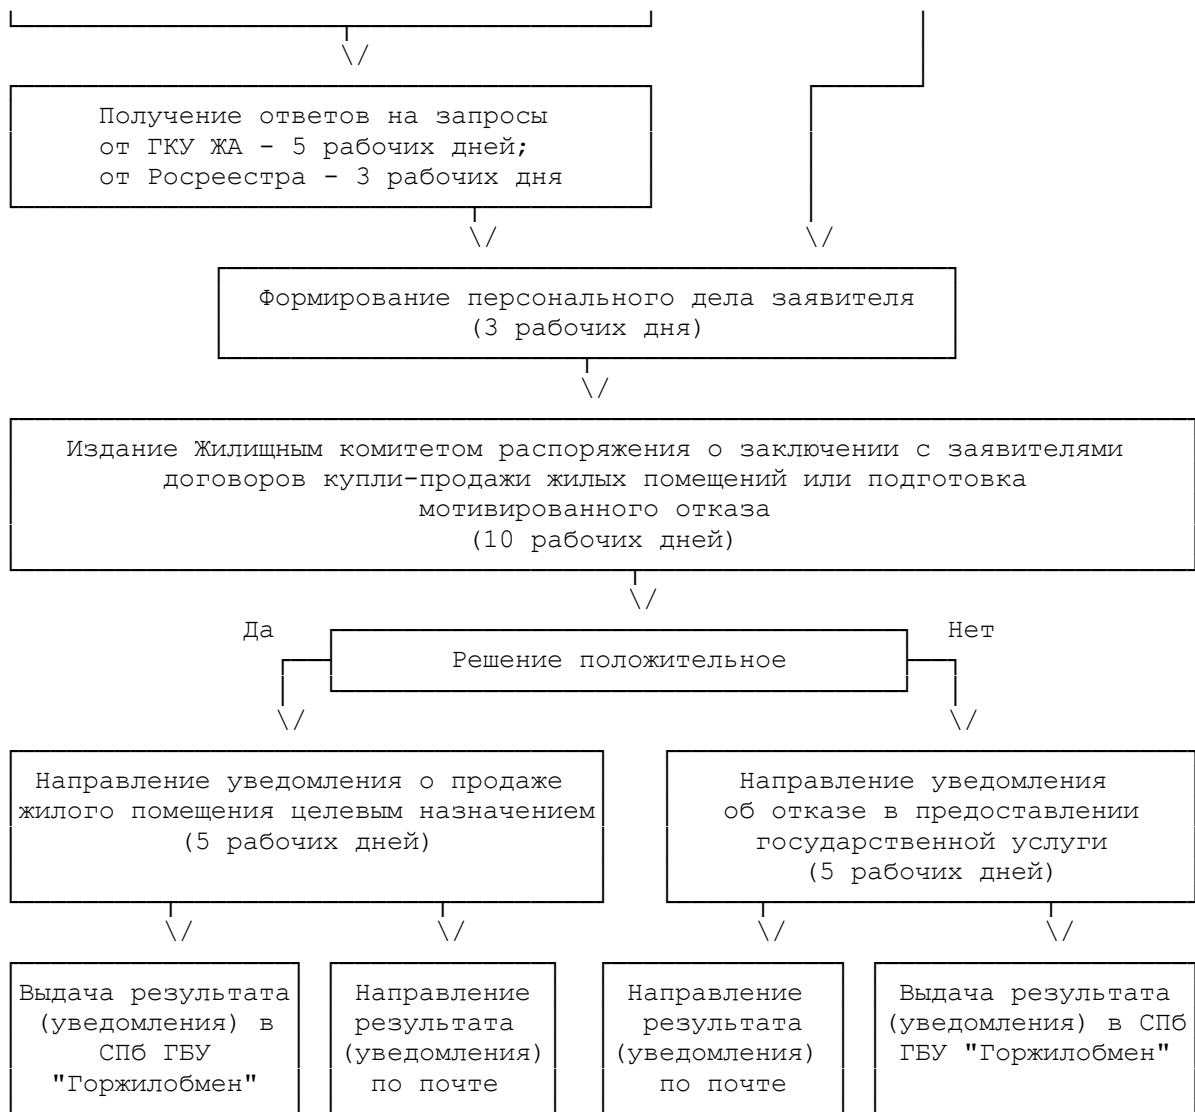 Получение ответов на запросы
от ГКУ ЖА - 5 рабочих дней;
от Росреестра - 3 рабочих дня
Формирование персонального дела заявителя
(3 рабочих дня)
Издание Жилищным комитетом распоряжения о заключении с заявителями
договоров купли-продажи жилых помещений или подготовка
мотивированного отказа
(10 рабочих дней)
Да
Нет
Решение положительное
Направление уведомления о продаже
жилого помещения целевым назначением
(5 рабочих дней)
Направление уведомления
об отказе в предоставлении
государственной услуги
(5 рабочих дней)
Выдача результата
(уведомления) в
СПб ГБУ
"Горжилобмен"
Направление
результата
(уведомления)
по почте
Направление
результата
(уведомления)
по почте
Выдача результата
(уведомления) в СПб
ГБУ "Горжилобмен"